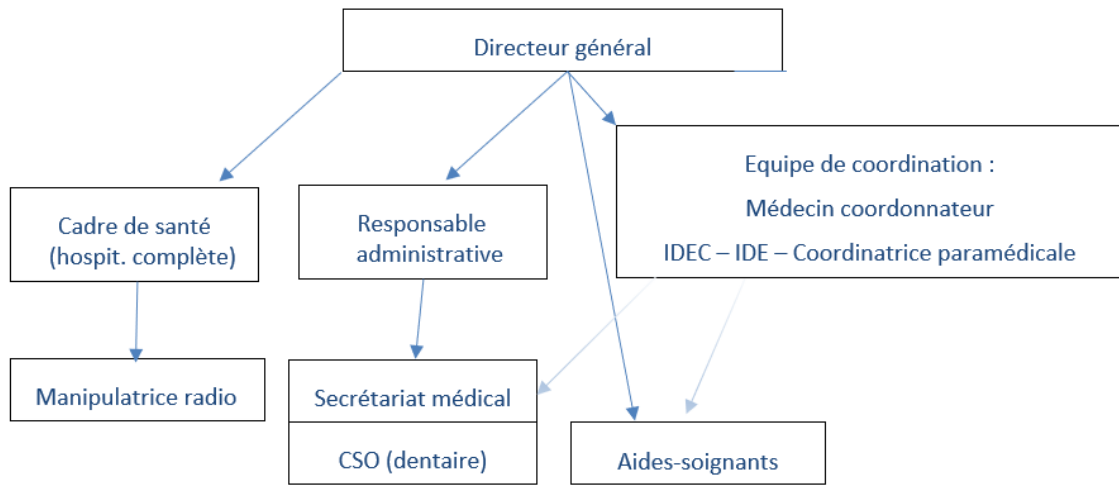 Directeur général
Equipe de coordination :
Médecin coordonnateur
IDEC – IDE – Coordinatrice paramédicale
Cadre de santé
(hospit. complète)
Responsable
administrative
Manipulatrice radio
Secrétariat médical
CSO (dentaire)
Aides-soignants